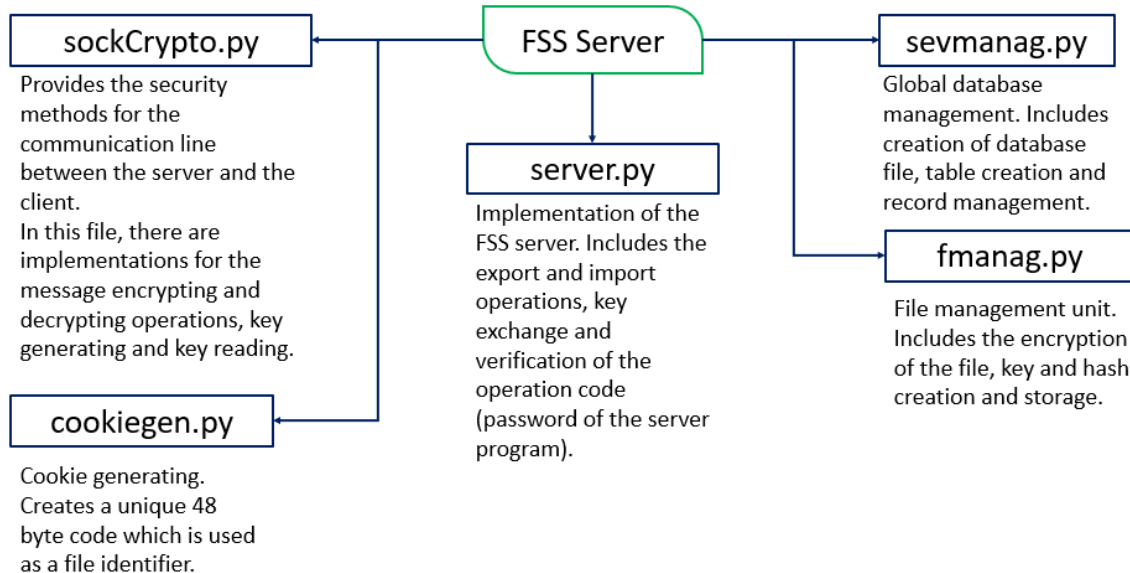 FSS Server
sockCrypto.py
Provides the security
methods for the
communication line
between the server and the
client.
In this file, there are
implementations for the
message encrypting and
decrypting operations, key
generating and key reading.
cookiegen.py
Cookie generating.
Creates a unique 48
byte code which is used
as a file identifier.
server.py
Implementation of the
FSS server. Includes the
export and import
operations, key
exchange and
verification of the
operation code
(password of the server
program).
sevmanag.py
Global database
management. Includes
creation of database
file, table creation and
record management.
fmanag.py
File management unit.
Includes the encryption
of the file, key and hash
creation and storage.